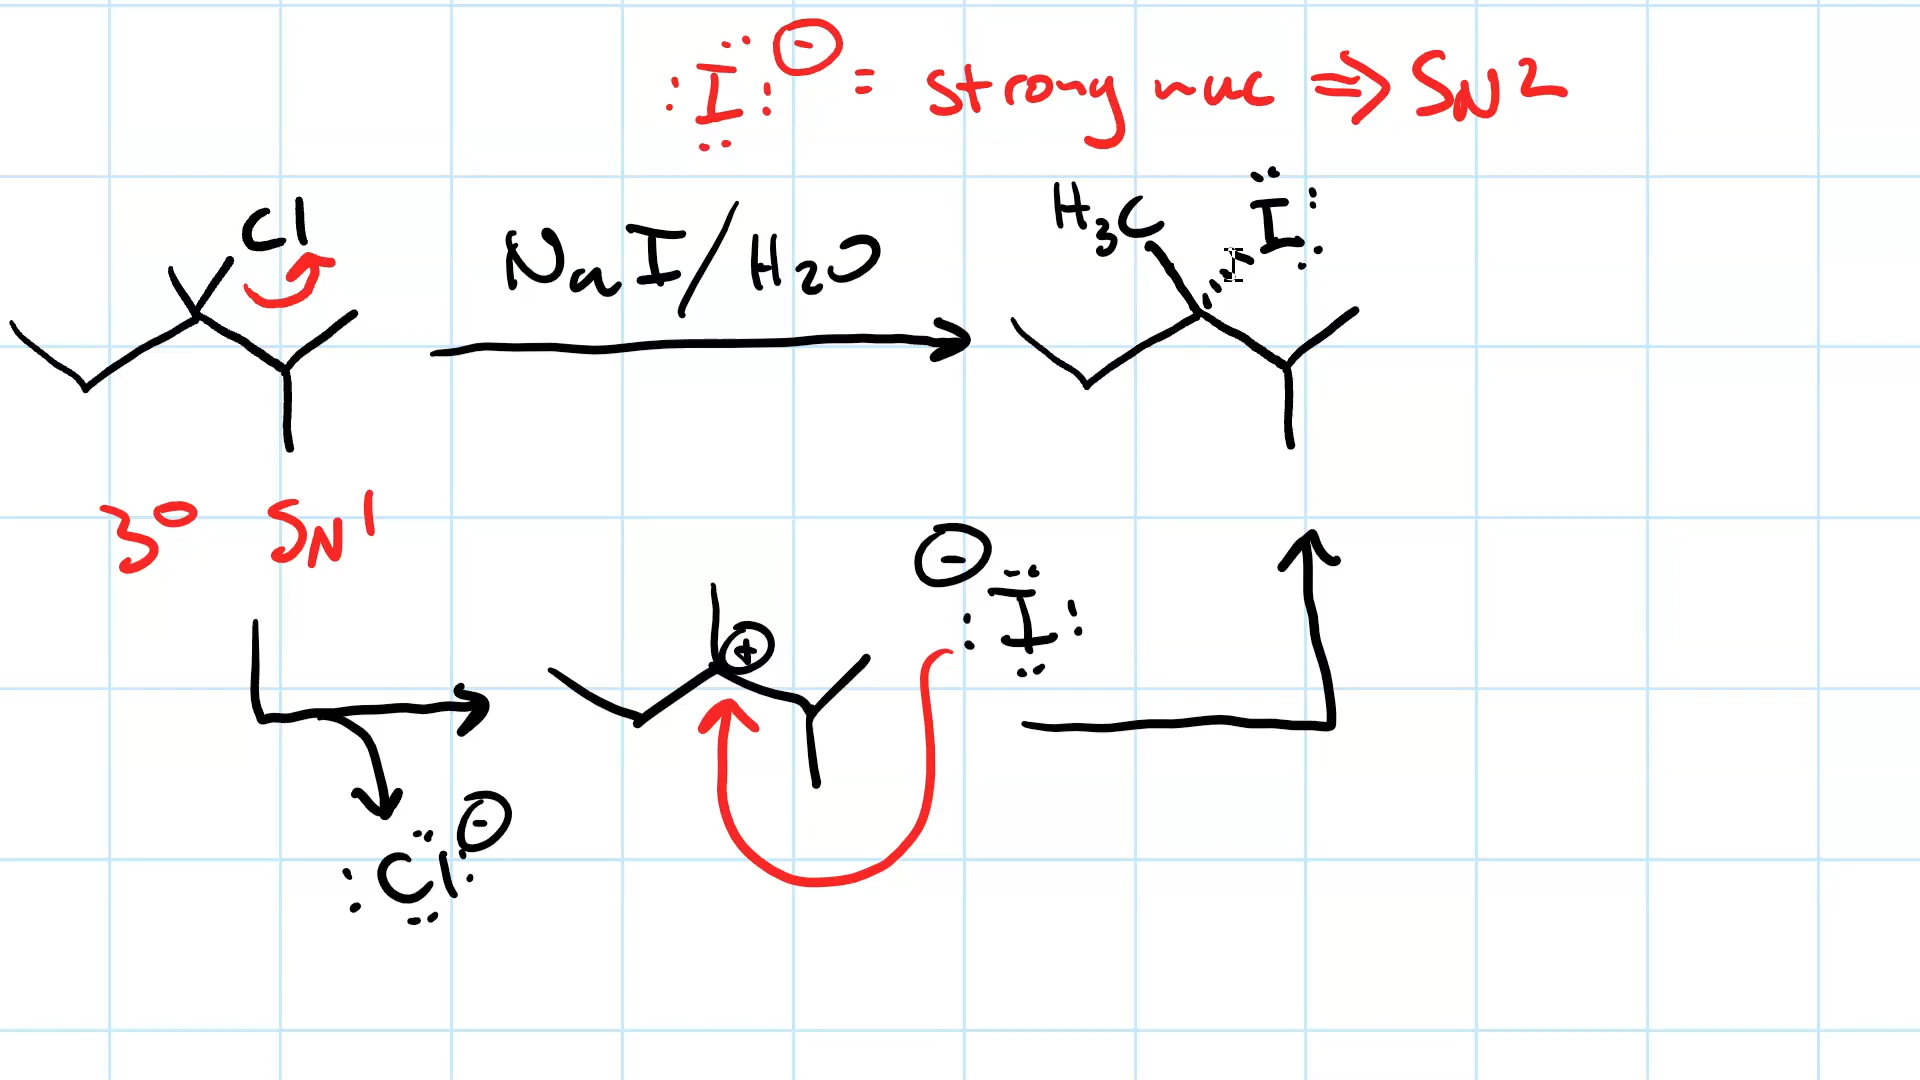 :Ï:⊖ = strong nuc => SN2
Cl
NaI/H2O
H3C
I
3° SN1
⊖
I
⊕
Cl⊖